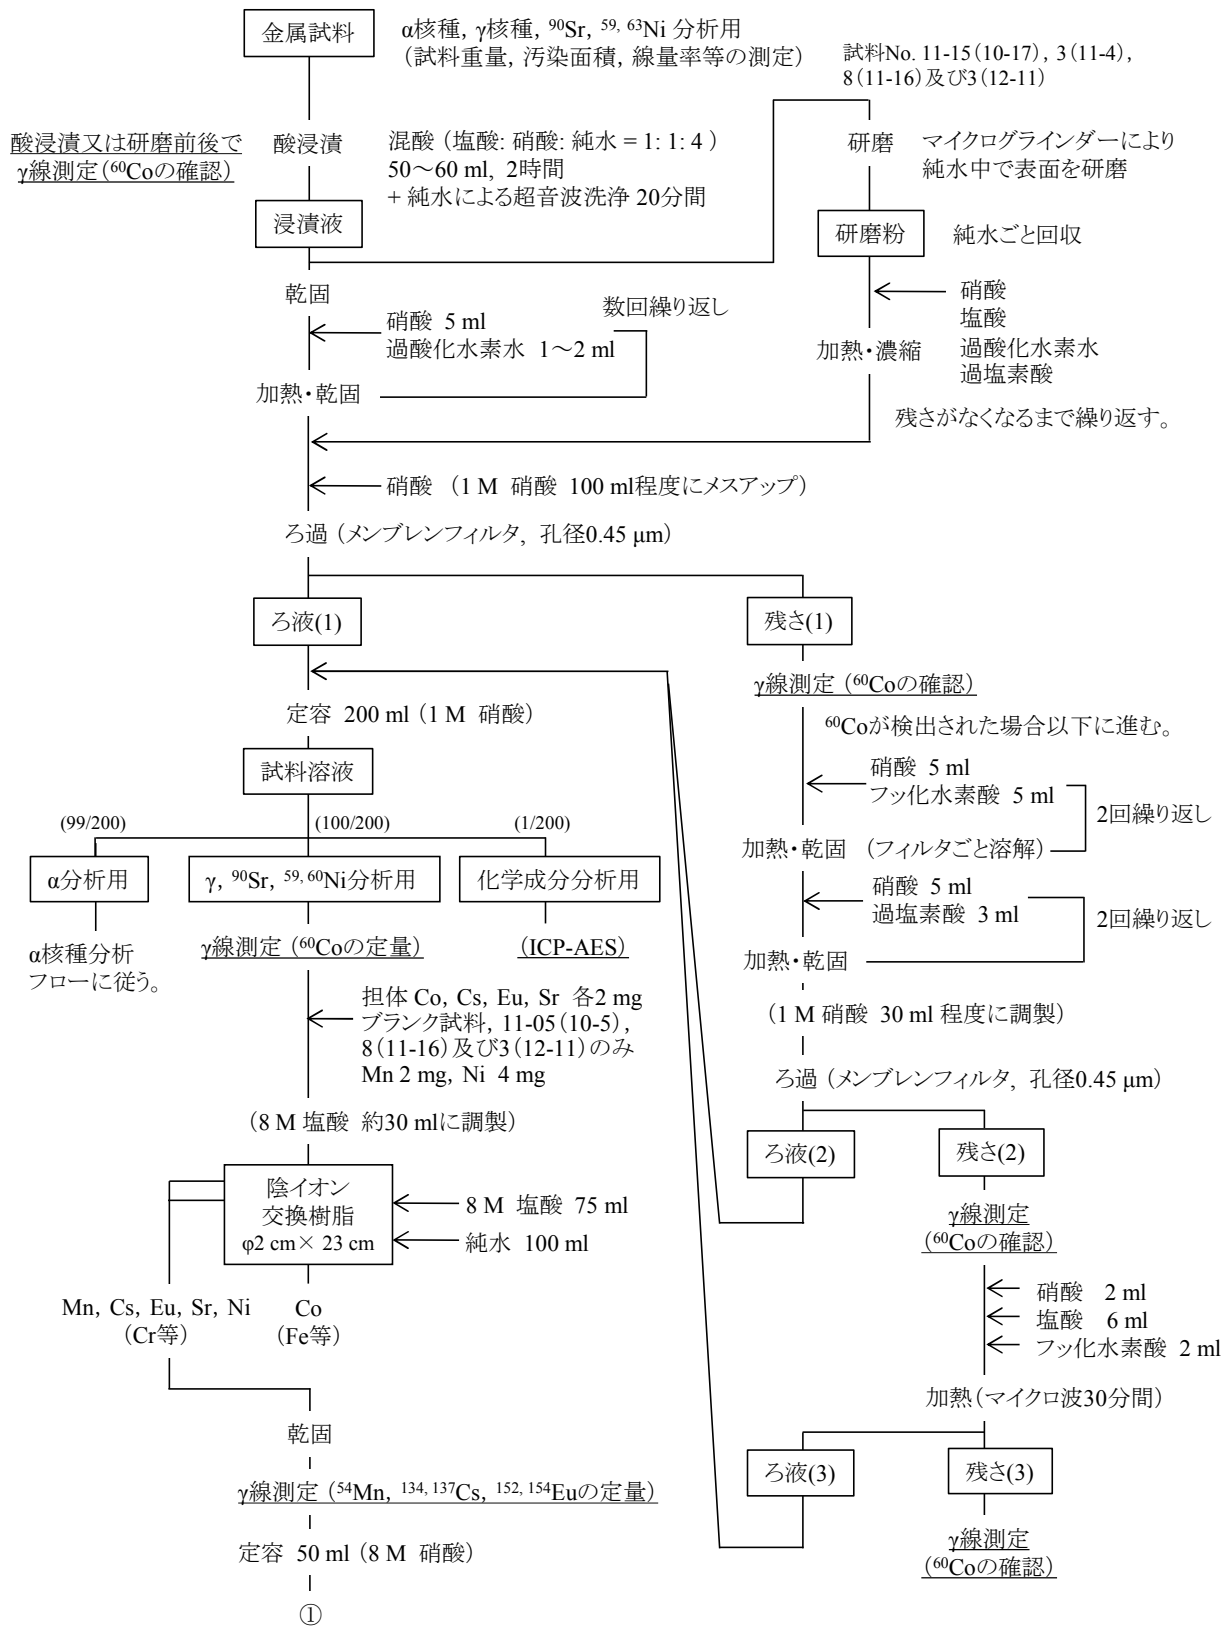 金属試料
α核種, γ核種, ⁹⁰Sr, ⁵⁹, ⁶³Ni 分析用
（試料重量, 汚染面積, 線量率等の測定）
試料No. 11-15（10-17）, 3（11-4）,
8（11-16）及び3（12-11）
酸浸漬又は研磨前後で
γ線測定（⁶⁰Coの確認）
酸浸漬
混酸（塩酸: 硝酸: 純水 = 1: 1: 4 ）
50～60 ml, 2時間
+ 純水による超音波洗浄 20分間
研磨
マイクログラインダーにより
純水中で表面を研磨
浸漬液
研磨粉
純水ごと回収
乾固
硝酸 5 ml
過酸化水素水 1～2 ml
数回繰り返し
硝酸
塩酸
過酸化水素水
過塩素酸
加熱・濃縮
加熱・乾固
残さがなくなるまで繰り返す。
硝酸 （1 M 硝酸 100 ml程度にメスアップ）
ろ過（メンブレンフィルタ, 孔径0.45 μm）
ろ液(1)
残さ(1)
γ線測定（⁶⁰Coの確認）
定容 200 ml（1 M 硝酸）
⁶⁰Coが検出された場合以下に進む。
試料溶液
硝酸 5 ml
フッ化水素酸 5 ml
2回繰り返し
(99/200)
(100/200)
(1/200)
加熱・乾固 （フィルタごと溶解）
α分析用
γ, ⁹⁰Sr, ⁵⁹, ⁶⁰Ni分析用
化学成分分析用
硝酸 5 ml
過塩素酸 3 ml
2回繰り返し
α核種分析
フローに従う。
γ線測定（⁶⁰Coの定量）
(ICP-AES)
加熱・乾固
担体 Co, Cs, Eu, Sr 各2 mg
ブランク試料, 11-05（10-5）,
8（11-16）及び3（12-11）のみ
Mn 2 mg, Ni 4 mg
（1 M 硝酸 30 ml 程度に調製）
ろ過（メンブレンフィルタ, 孔径0.45 μm）
（8 M 塩酸 約30 mlに調製）
ろ液(2)
残さ(2)
陰イオン
交換樹脂
φ2 cm× 23 cm
8 M 塩酸 75 ml
純水 100 ml
γ線測定
（⁶⁰Coの確認）
Mn, Cs, Eu, Sr, Ni
（Cr等）
Co
（Fe等）
硝酸 2 ml
塩酸 6 ml
フッ化水素酸 2 ml
加熱（マイクロ波30分間）
乾固
ろ液(3)
残さ(3)
γ線測定（⁵⁴Mn, ¹³⁴, ¹³⁷Cs, ¹⁵², ¹⁵⁴Euの定量）
γ線測定
（⁶⁰Coの確認）
定容 50 ml（8 M 硝酸）
①